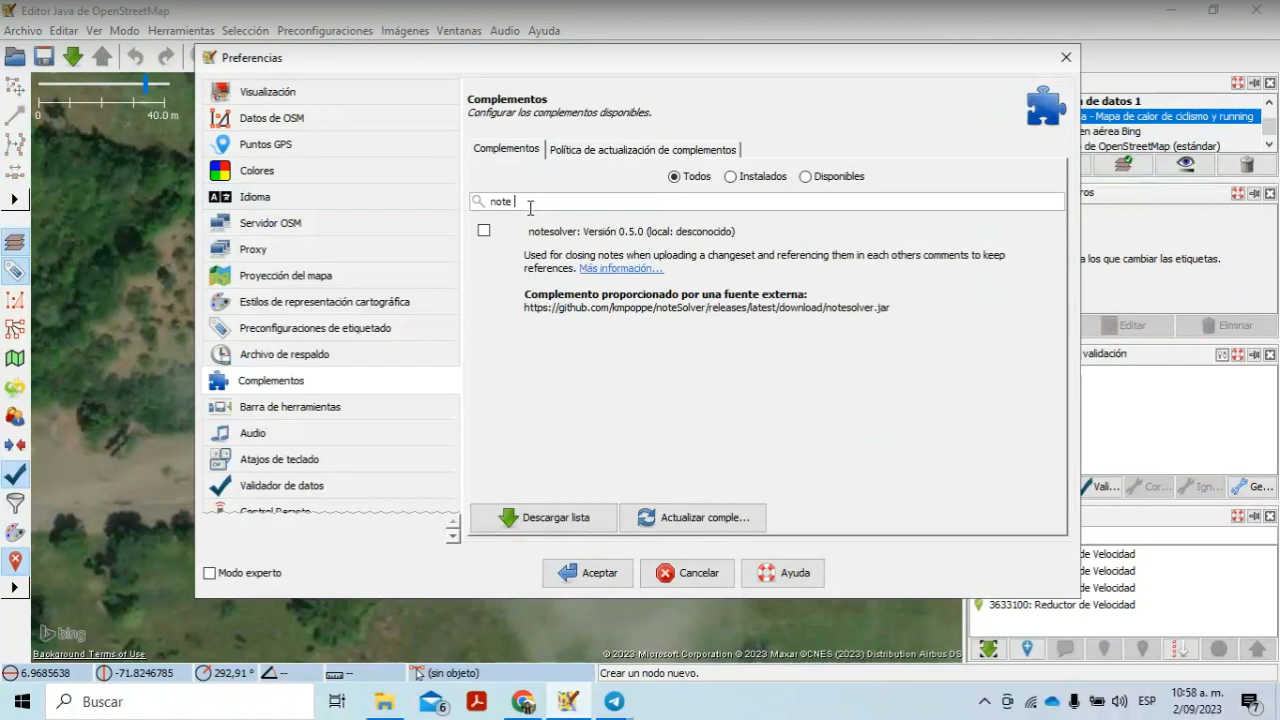 Editor Java de OpenStreetMap
Archivo Editar Ver Modo Herramientas Selección Preconfiguraciones Imágenes Ventanas Audio Ayuda
Preferencias
0 40.0 m
Visualización
Datos de OSM
Puntos GPS
Colores
Idioma
Servidor OSM
Proxy
Proyección del mapa
Estilos de representación cartográfica
Preconfiguraciones de etiquetado
Archivo de respaldo
Complementos
Barra de herramientas
Audio
Atajos de teclado
Validador de datos
Control Remoto
Modo experto
Complementos
Configurar los complementos disponibles.
Complementos Política de actualización de complementos
Todos Instalados Disponibles
note
notesolver: Versión 0.5.0 (local: desconocido)
Used for closing notes when uploading a changeset and referencing them in each others comments to keep
references. Más información...
Complemento proporcionado por una fuente externa:
https://github.com/kmpoppe/noteSolver/releases/latest/download/notesolver.jar
Descargar lista Actualizar comple...
Aceptar Cancelar Ayuda
de datos 1
a - Mapa de calor de ciclismo y running
en aérea Bing
de OpenStreetMap (estándar)
ros
a los que cambiar las etiquetas.
Editar Eliminar
validación
Vali... Cor... Ign... Ge...
de Velocidad
de Velocidad
de Velocidad
3633100: Reductor de Velocidad
bing
Background Terms of Use
© 2023 Microsoft Corporation © Maxar ©CNES (2023) Distribution Airbus DS
6.9685638 -71.8246785 292,91 ° -- -- (sin objeto) Crear un nodo nuevo.
Buscar
6
ESP
10:58 a. m.
2/09/2023
7